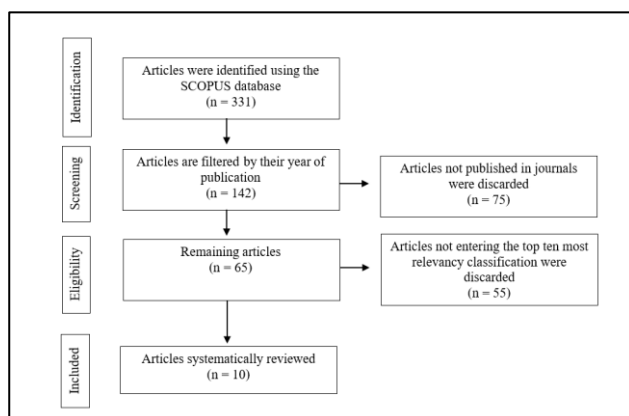 Identification
Articles were identified using the
SCOPUS database
(n = 331)
Screening
Articles are filtered by their year of
publication
(n = 142)
Articles not published in journals
were discarded
(n = 75)
Eligibility
Remaining articles
(n = 65)
Articles not entering the top ten most
relevancy classification were
discarded
(n = 55)
Included
Articles systematically reviewed
(n = 10)